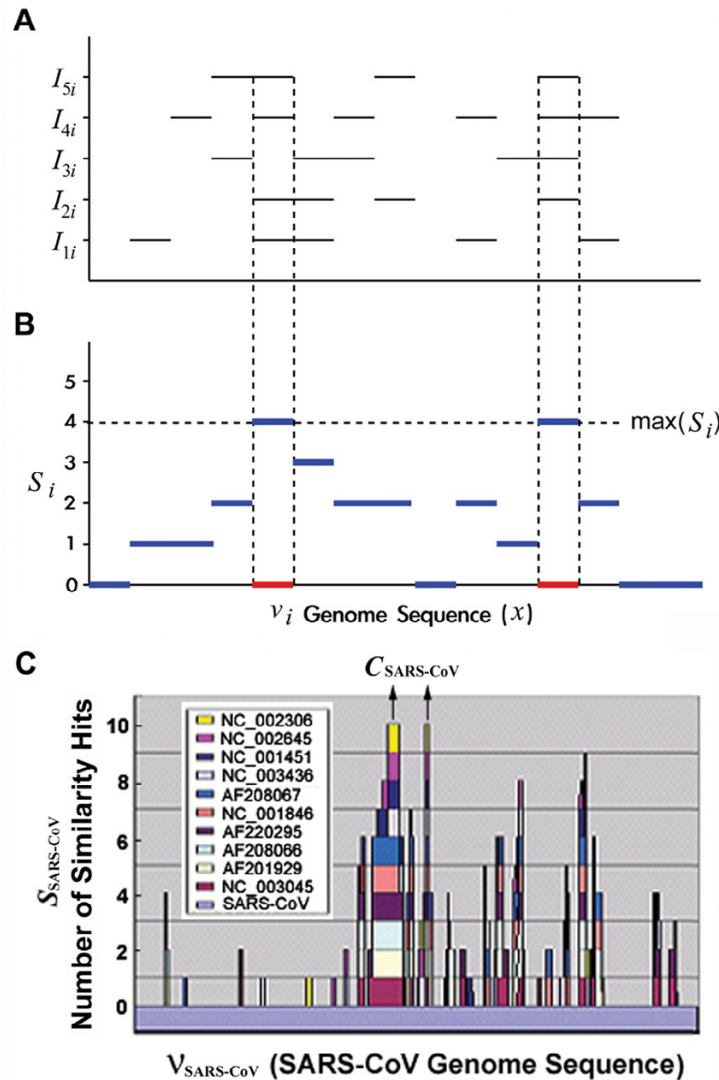 A
I5i
I4i
I3i
I2i
I1i
B
5
4
max(Si)
3
Si
2
1
0
vi Genome Sequence (x)
C
CSARS-CoV
SSARS-CoV
Number of Similarity Hits
10
8
6
4
2
0
NC_002306
NC_002645
NC_001451
NC_003436
AF208067
NC_001846
AF220295
AF208066
AF201929
NC_003045
SARS-CoV
νSARS-CoV (SARS-CoV Genome Sequence)